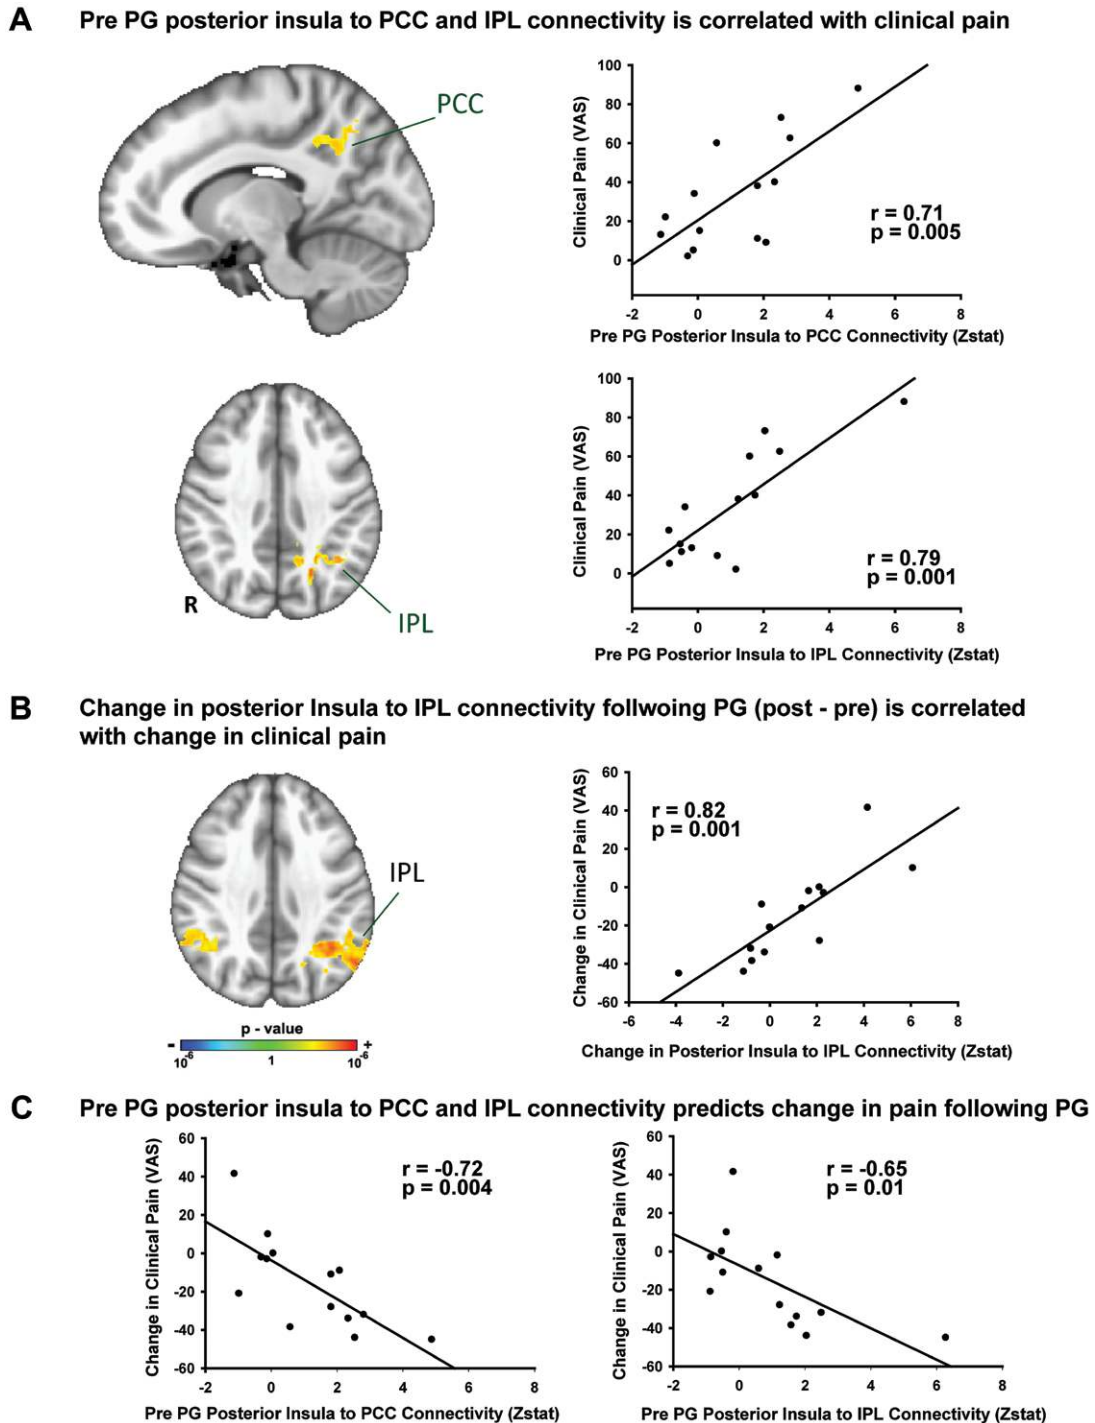 A
Pre PG posterior insula to PCC and IPL connectivity is correlated with clinical pain
PCC
Clinical Pain (VAS)
100
80
60
40
20
0
r = 0.71
p = 0.005
-2 0 2 4 6 8
Pre PG Posterior Insula to PCC Connectivity (Zstat)
R
IPL
Clinical Pain (VAS)
100
80
60
40
20
0
r = 0.79
p = 0.001
-2 0 2 4 6 8
Pre PG Posterior Insula to IPL Connectivity (Zstat)
B
Change in posterior Insula to IPL connectivity follwoing PG (post - pre) is correlated
with change in clinical pain
IPL
p - value
- +
10-6 1 10-6
Change in Clinical Pain (VAS)
60
40
20
0
-20
-40
-60
r = 0.82
p = 0.001
-6 -4 -2 0 2 4 6 8
Change in Posterior Insula to IPL Connectivity (Zstat)
C
Pre PG posterior insula to PCC and IPL connectivity predicts change in pain following PG
Change in Clinical Pain (VAS)
60
40
20
0
-20
-40
-60
r = -0.72
p = 0.004
-2 0 2 4 6 8
Pre PG Posterior Insula to PCC Connectivity (Zstat)
Change in Clinical Pain (VAS)
60
40
20
0
-20
-40
-60
r = -0.65
p = 0.01
-2 0 2 4 6 8
Pre PG Posterior Insula to IPL Connectivity (Zstat)